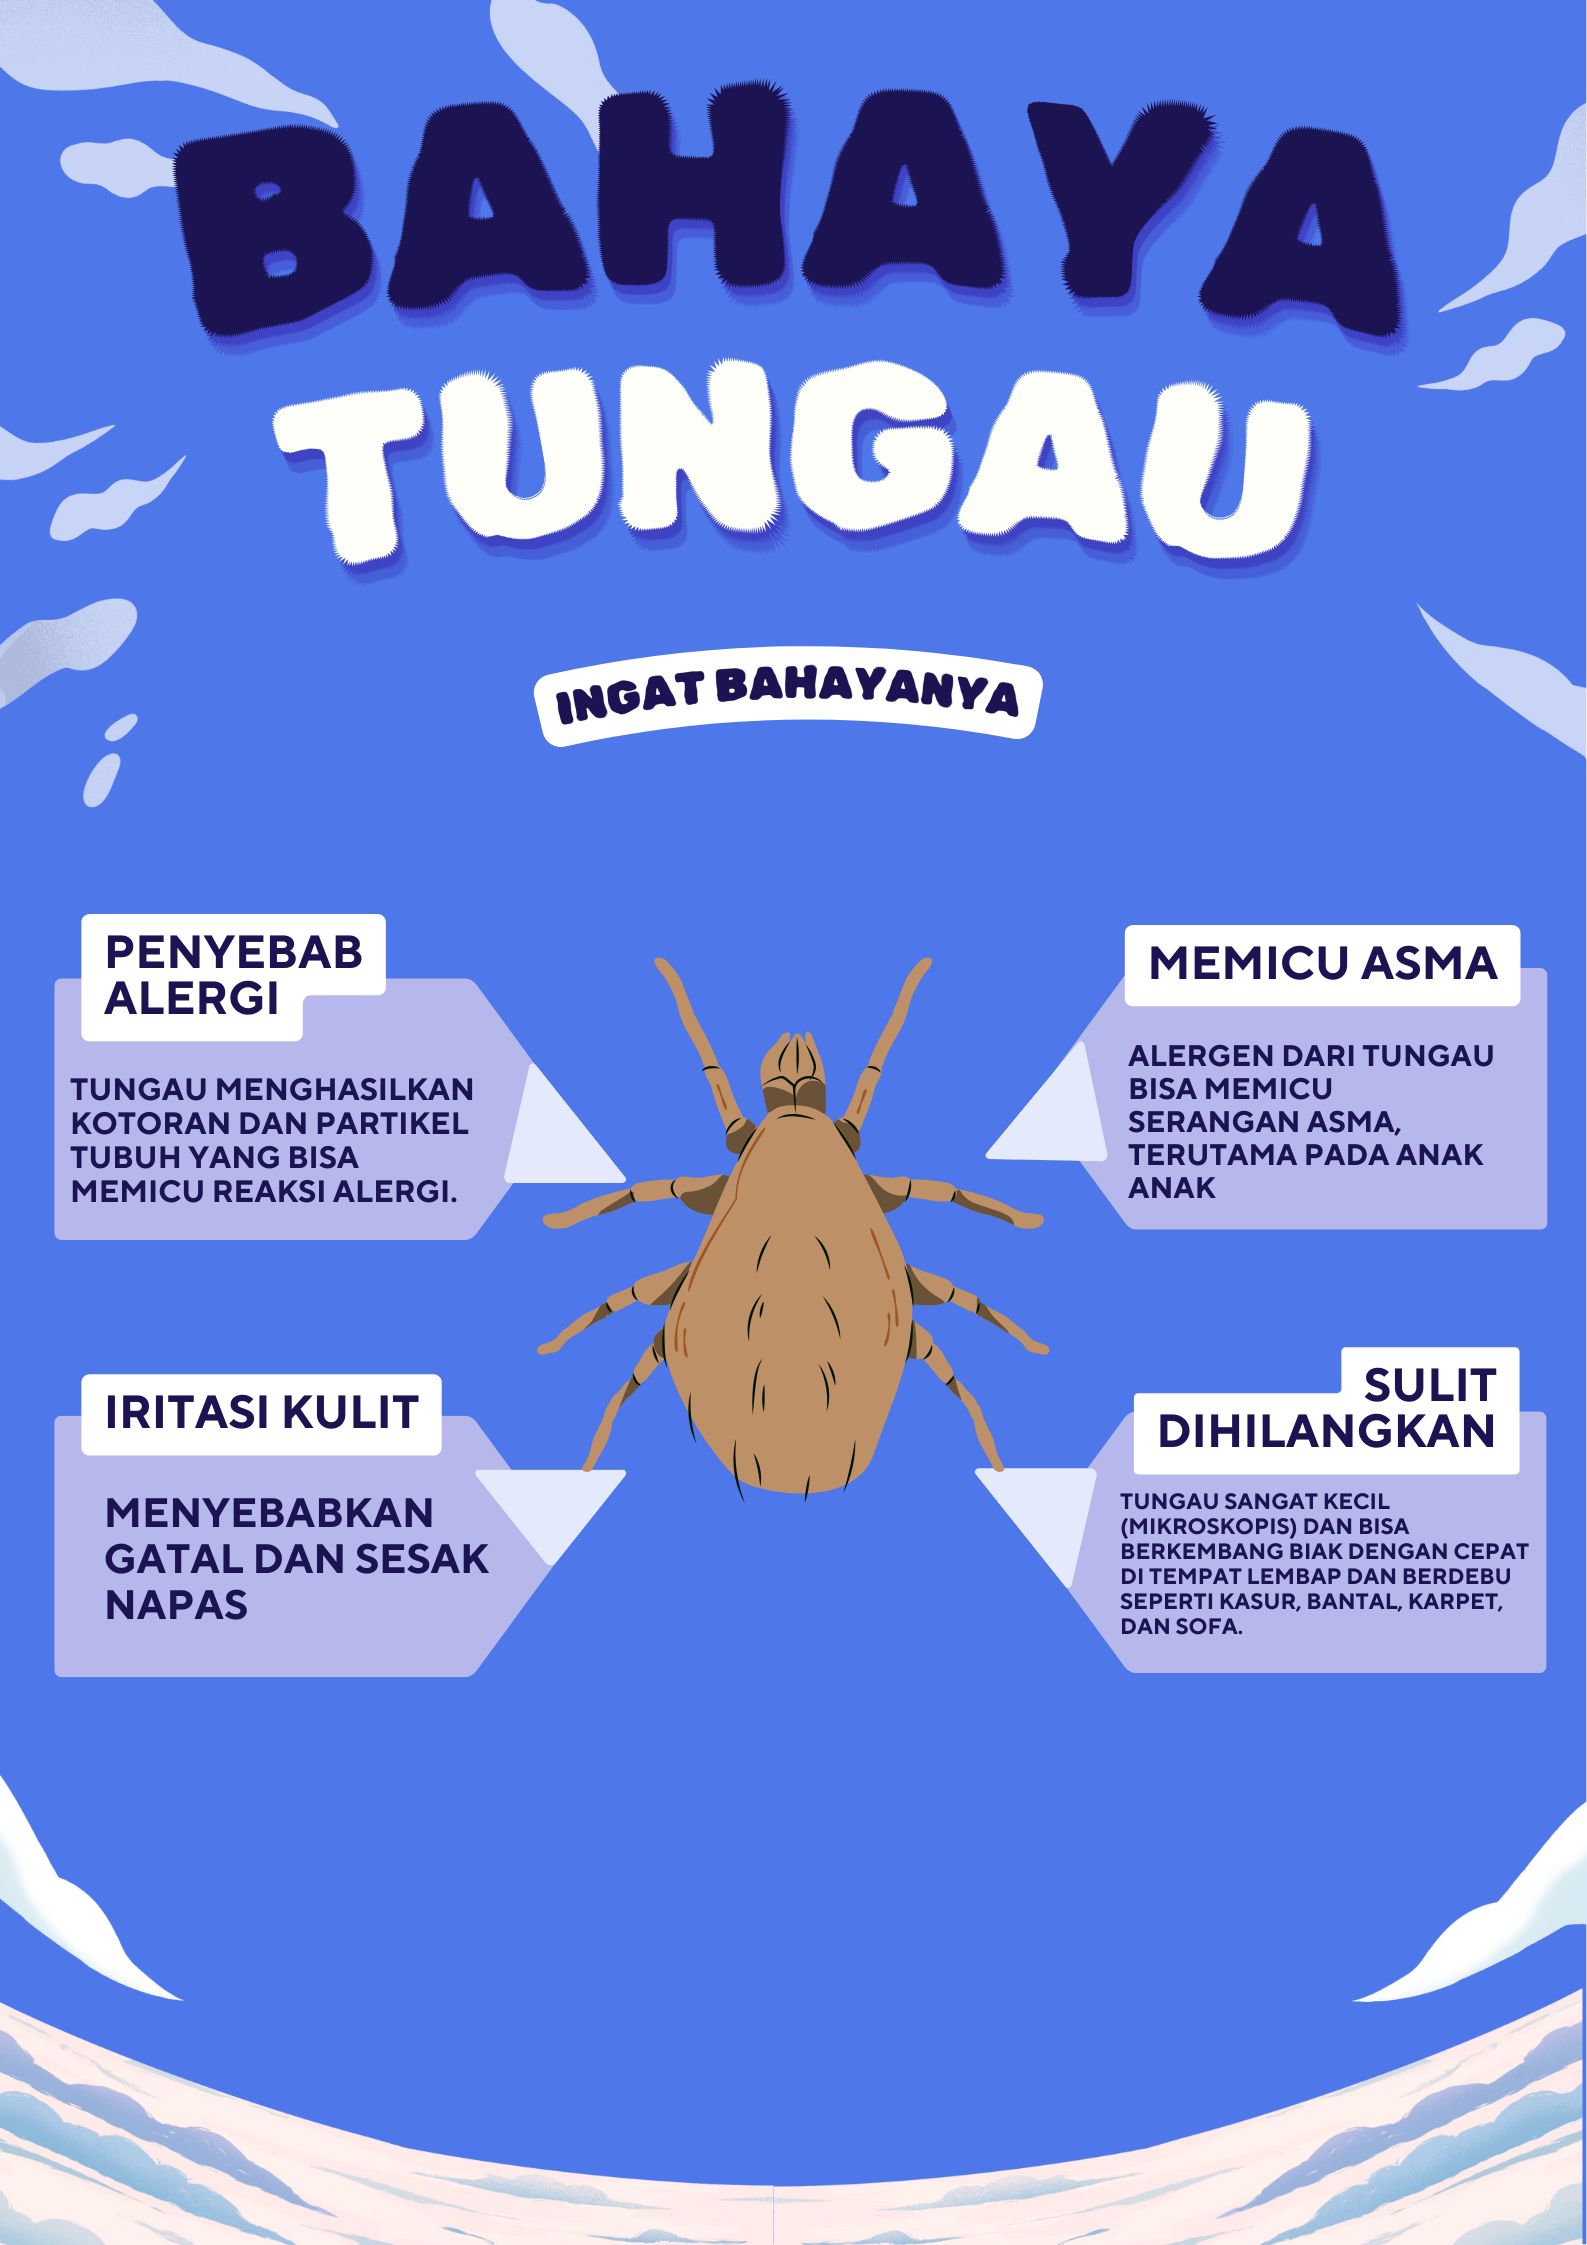 BAHAYA
TUNGAU
INGAT BAHAYANYA
PENYEBAB
ALERGI
TUNGAU MENGHASILKAN
KOTORAN DAN PARTIKEL
TUBUH YANG BISA
MEMICU REAKSI ALERGI.
MEMICU ASMA
ALERGEN DARI TUNGAU
BISA MEMICU
SERANGAN ASMA,
TERUTAMA PADA ANAK
ANAK
IRITASI KULIT
MENYEBABKAN
GATAL DAN SESAK
NAPAS
SULIT
DIHILANGKAN
TUNGAU SANGAT KECIL
(MIKROSKOPIS) DAN BISA
BERKEMBANG BIAK DENGAN CEPAT
DI TEMPAT LEMBAP DAN BERDEBU
SEPERTI KASUR, BANTAL, KARPET,
DAN SOFA.